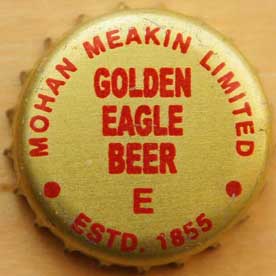 MOHAN MEAKIN LIMITED
GOLDEN
EAGLE
BEER
E
ESTD. 1855